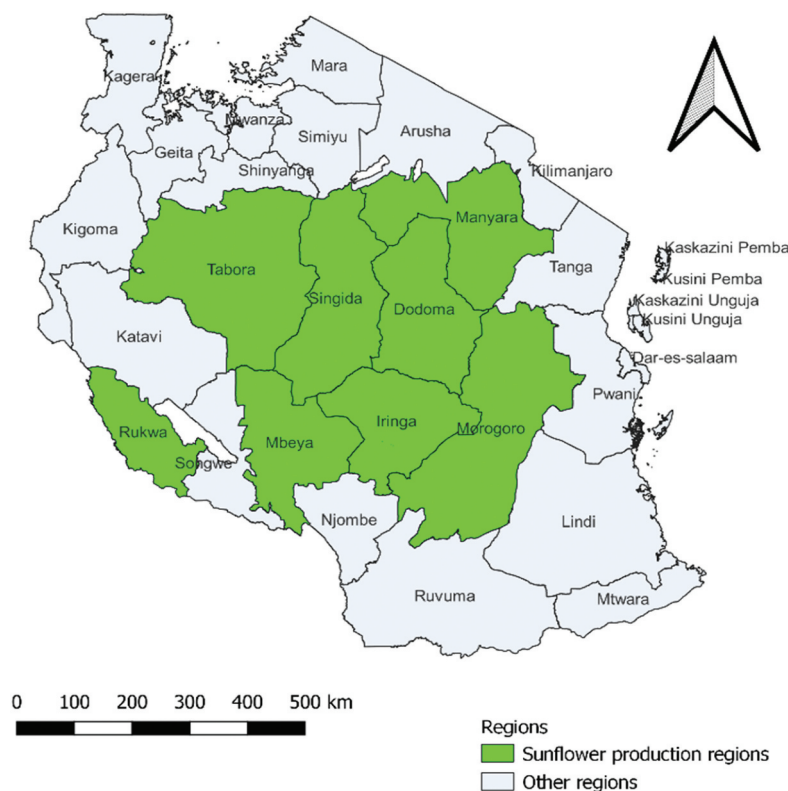 Kagera
Mara
Mwanza
Simiyu
Arusha
Geita
Shinyanga
Kilimanjaro
Kigoma
Manyara
Tabora
Singida
Dodoma
Tanga
Kaskazini Pemba
Kusini Pemba
Kaskazini Unguja
Kusini Unguja
Katavi
Dar-es-salaam
Pwani
Rukwa
Songwe
Mbeya
Iringa
Morogoro
Njombe
Lindi
Ruvuma
Mtwara
0 100 200 300 400 500 km
Regions
Sunflower production regions
Other regions